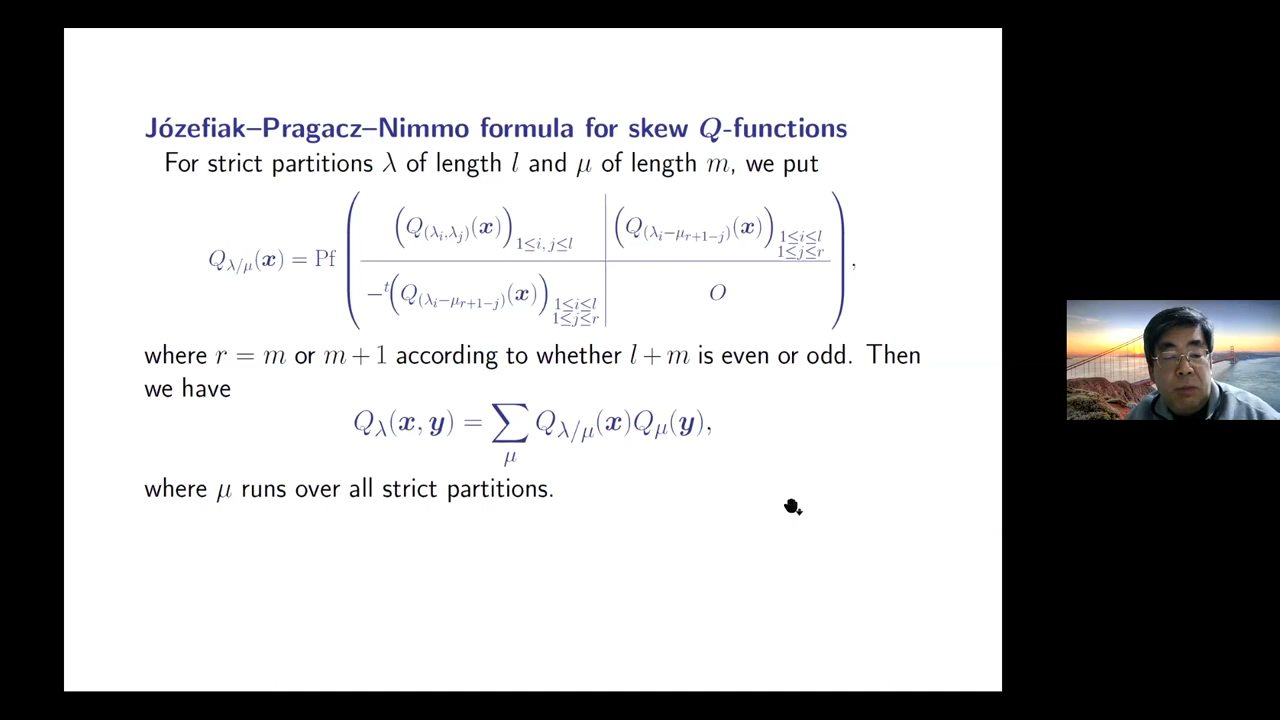 Józefiak–Pragacz–Nimmo formula for skew Q-functions
For strict partitions λ of length l and μ of length m, we put
Q_{λ/μ}(x) = Pf ( (Q_{(λ_i,λ_j)}(x))_{1≤i,j≤l} | (Q_{(λ_i−μ_{r+1−j})}(x))_{1≤i≤l, 1≤j≤r}
−^t(Q_{(λ_i−μ_{r+1−j})}(x))_{1≤i≤l, 1≤j≤r} | O ),
where r = m or m + 1 according to whether l + m is even or odd. Then
we have
Q_λ(x, y) = ∑_μ Q_{λ/μ}(x)Q_μ(y),
where μ runs over all strict partitions.